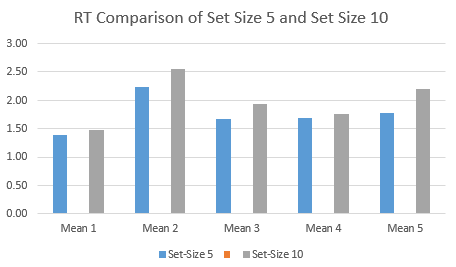 RT Comparison of Set Size 5 and Set Size 10
3.00
2.50
2.00
1.50
1.00
0.50
0.00
Mean 1 Mean 2 Mean 3 Mean 4 Mean 5
Set-Size 5 Set-Size 10